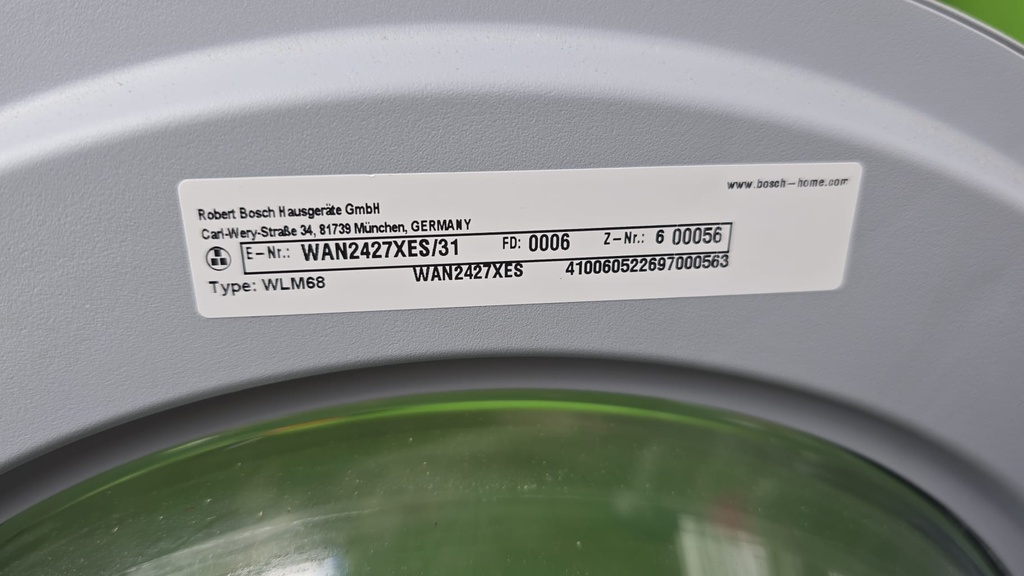 www.bosch-home.com
Robert Bosch Hausgeräte GmbH
Carl-Wery-Straße 34, 81739 München, GERMANY
E-Nr.: WAN2427XES/31 FD: 0006 Z-Nr.: 6 00056
WAN2427XES 410060522697000563
Type: WLM68